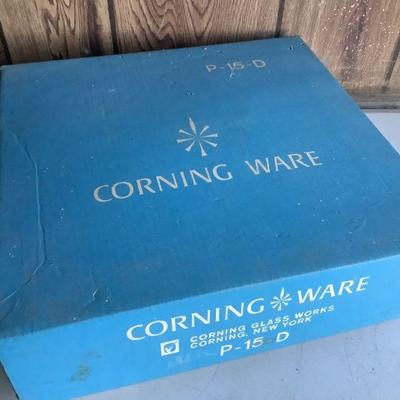 P-15-D
CORNING WARE
CORNING WARE
CORNING GLASS WORKS
CORNING, NEW YORK
P-15-D